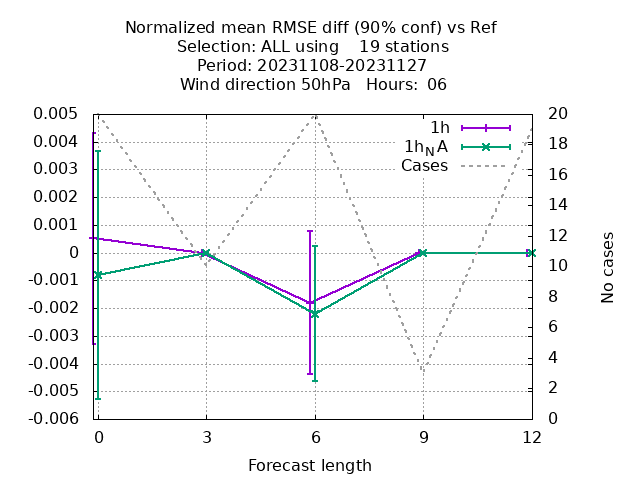 Normalized mean RMSE diff (90% conf) vs Ref
Selection: ALL using    19 stations
Period: 20231108-20231127
Wind direction 50hPa   Hours:  06
0.005
0.004
0.003
0.002
0.001
0
-0.001
-0.002
-0.003
-0.004
-0.005
-0.006
1h
1h_NA
Cases
20
18
16
14
12
10
8
6
4
2
0
No cases
0 3 6 9 12
Forecast length